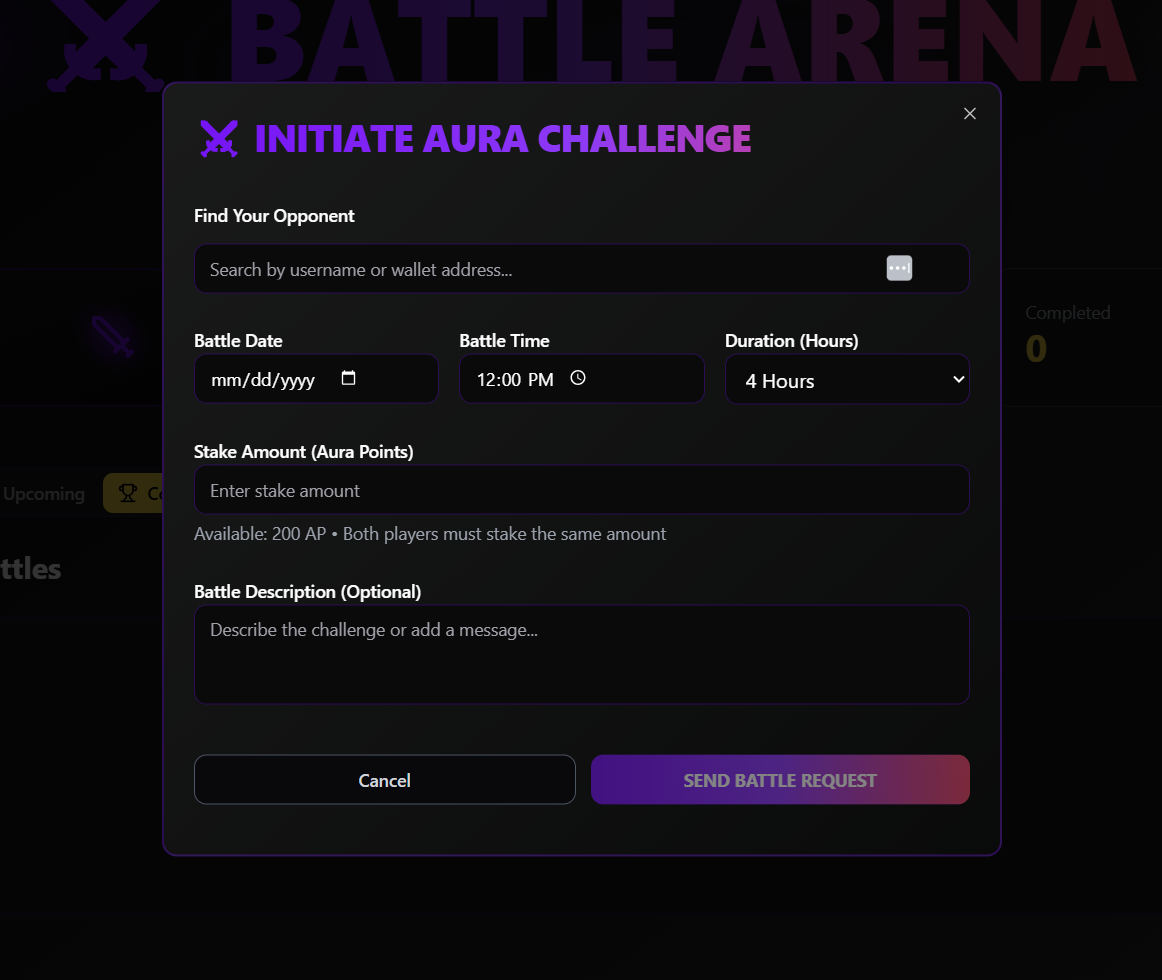 BATTLE ARENA
INITIATE AURA CHALLENGE
Find Your Opponent
Search by username or wallet address...
Completed
0
Battle Date
Battle Time
Duration (Hours)
mm/dd/yyyy
12:00 PM
4 Hours
Stake Amount (Aura Points)
Upcoming
Enter stake amount
Available: 200 AP • Both players must stake the same amount
ttles
Battle Description (Optional)
Describe the challenge or add a message...
Cancel
SEND BATTLE REQUEST